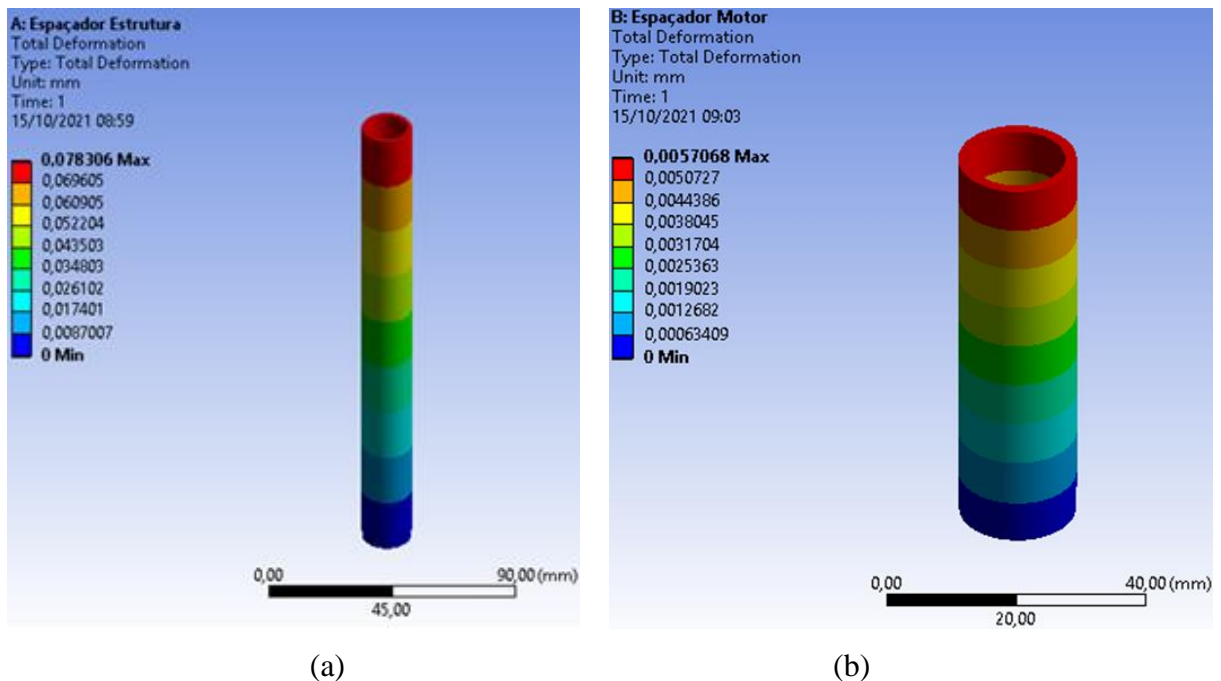 A: Espaçador Estrutura
Total Deformation
Type: Total Deformation
Unit: mm
Time: 1
15/10/2021 08:59
0,078306 Max
0,069605
0,060905
0,052204
0,043503
0,034803
0,026102
0,017401
0,0087007
0 Min
0,00
90,00 (mm)
45,00
(a)
B: Espaçador Motor
Total Deformation
Type: Total Deformation
Unit: mm
Time: 1
15/10/2021 09:03
0,0057068 Max
0,0050727
0,0044386
0,0038045
0,0031704
0,0025363
0,0019023
0,0012682
0,00063409
0 Min
0,00
40,00 (mm)
20,00
(b)